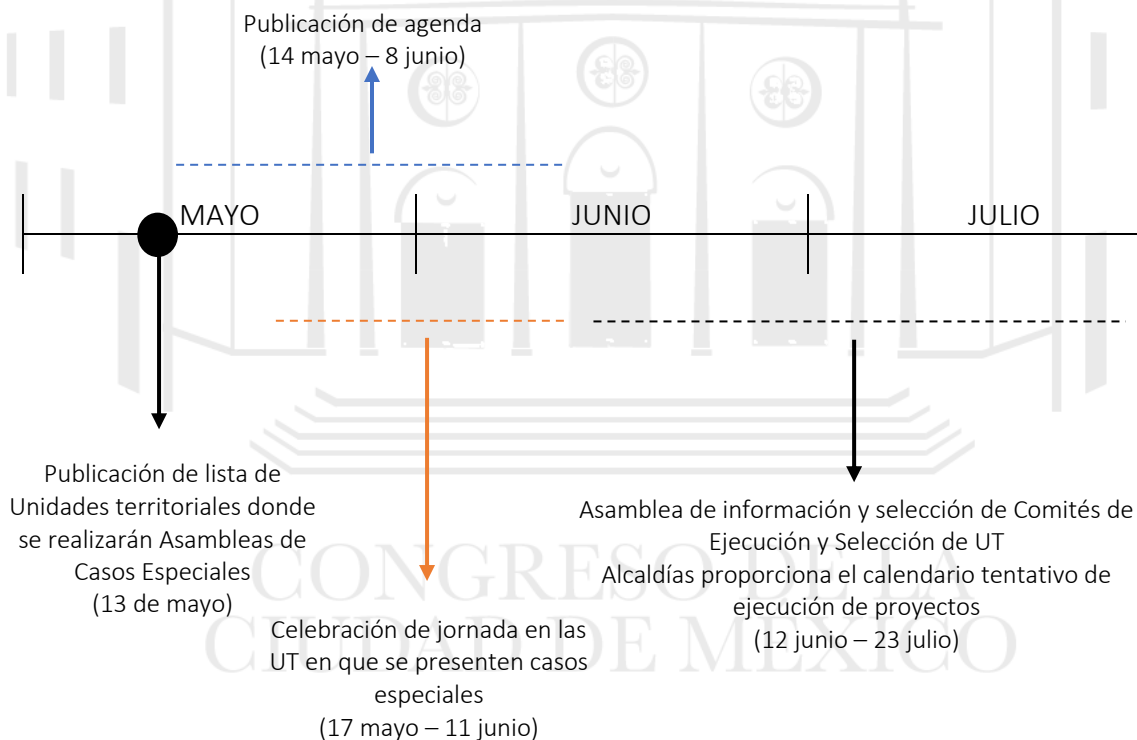 Publicación de agenda
(14 mayo – 8 junio)
MAYO
JUNIO
JULIO
Publicación de lista de
Unidades territoriales donde
se realizarán Asambleas de
Casos Especiales
(13 de mayo)
Celebración de jornada en las
UT en que se presenten casos
especiales
(17 mayo – 11 junio)
Asamblea de información y selección de Comités de
Ejecución y Selección de UT
Alcaldías proporciona el calendario tentativo de
ejecución de proyectos
(12 junio – 23 julio)
CONGRESO DE LA
CIUDAD DE MÉXICO